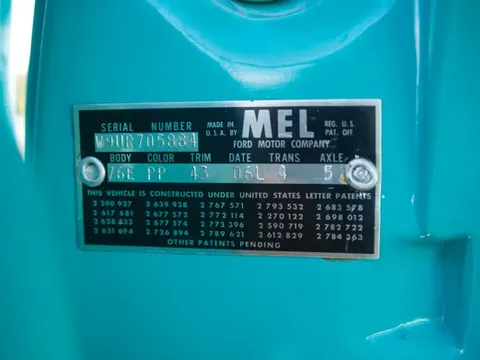 SERIAL NUMBER MADE IN U.S.A. BY MEL REG. U.S. PAT. OFF.
W9UR705884 FORD MOTOR COMPANY
BODY COLOR TRIM DATE TRANS AXLE
76E PP 43 06L 4 5
THIS VEHICLE IS CONSTRUCTED UNDER UNITED STATES LETTER PATENTS
2 390 937 2 639 938 2 767 571 2 793 532 2 683 578
2 617 681 2 677 572 2 772 114 2 270 122 2 698 012
2 628 833 2 677 574 2 773 396 2 590 719 2 782 722
2 631 694 2 726 894 2 789 621 2 612 829 2 784 363
OTHER PATENTS PENDING